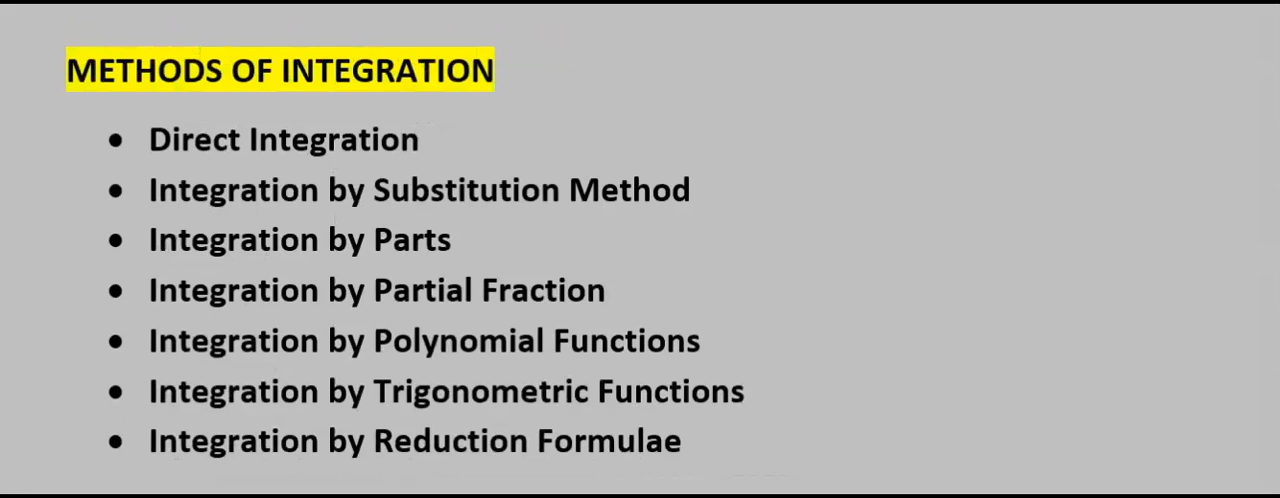 METHODS OF INTEGRATION
• Direct Integration
• Integration by Substitution Method
• Integration by Parts
• Integration by Partial Fraction
• Integration by Polynomial Functions
• Integration by Trigonometric Functions
• Integration by Reduction Formulae